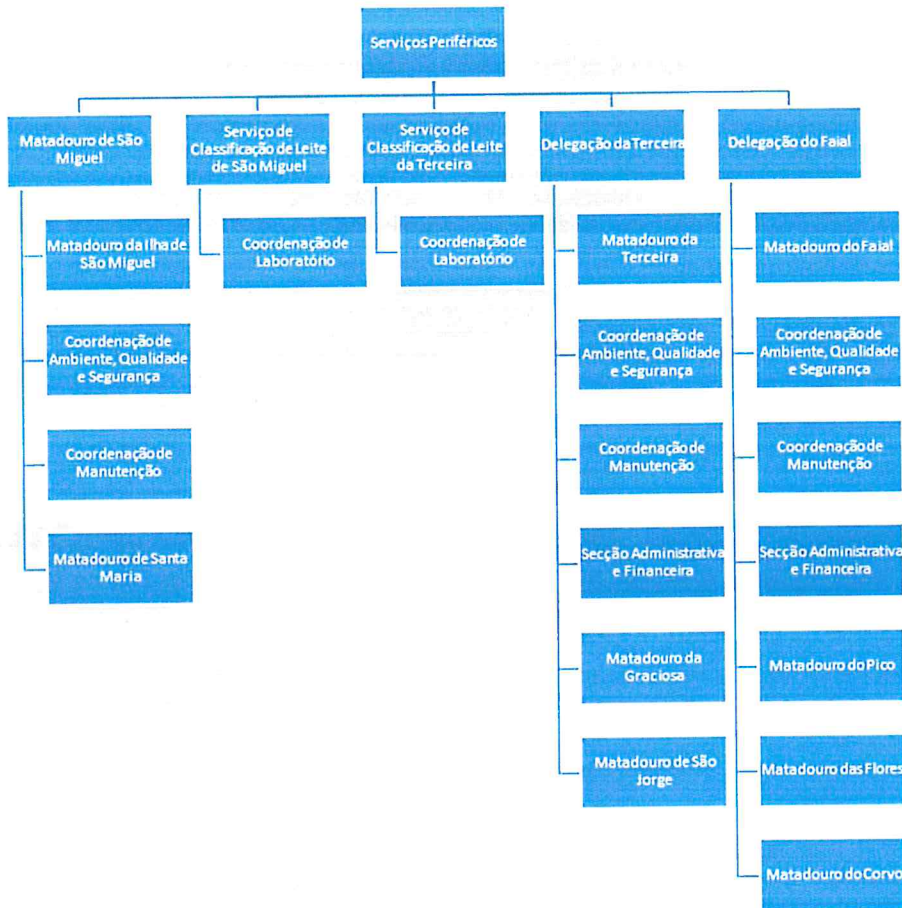 Serviços Periféricos
Matadouro de São
Miguel
Serviço de
Classificação de Leite
de São Miguel
Serviço de
Classificação de Leite
da Terceira
Delegação da Terceira
Delegação do Faial
Matadouro da Ilha de
São Miguel
Coordenação de
Ambiente, Qualidade
e Segurança
Coordenação de
Manutenção
Matadouro de Santa
Maria
Coordenação de
Laboratório
Coordenação de
Laboratório
Matadouro da
Terceira
Coordenação de
Ambiente, Qualidade
e Segurança
Coordenação de
Manutenção
Secção Administrativa
e Financeira
Matadouro da
Graciosa
Matadouro de São
Jorge
Matadouro do Faial
Coordenação de
Ambiente, Qualidade
e Segurança
Coordenação de
Manutenção
Secção Administrativa
e Financeira
Matadouro do Pico
Matadouro das Flores
Matadouro do Corvo